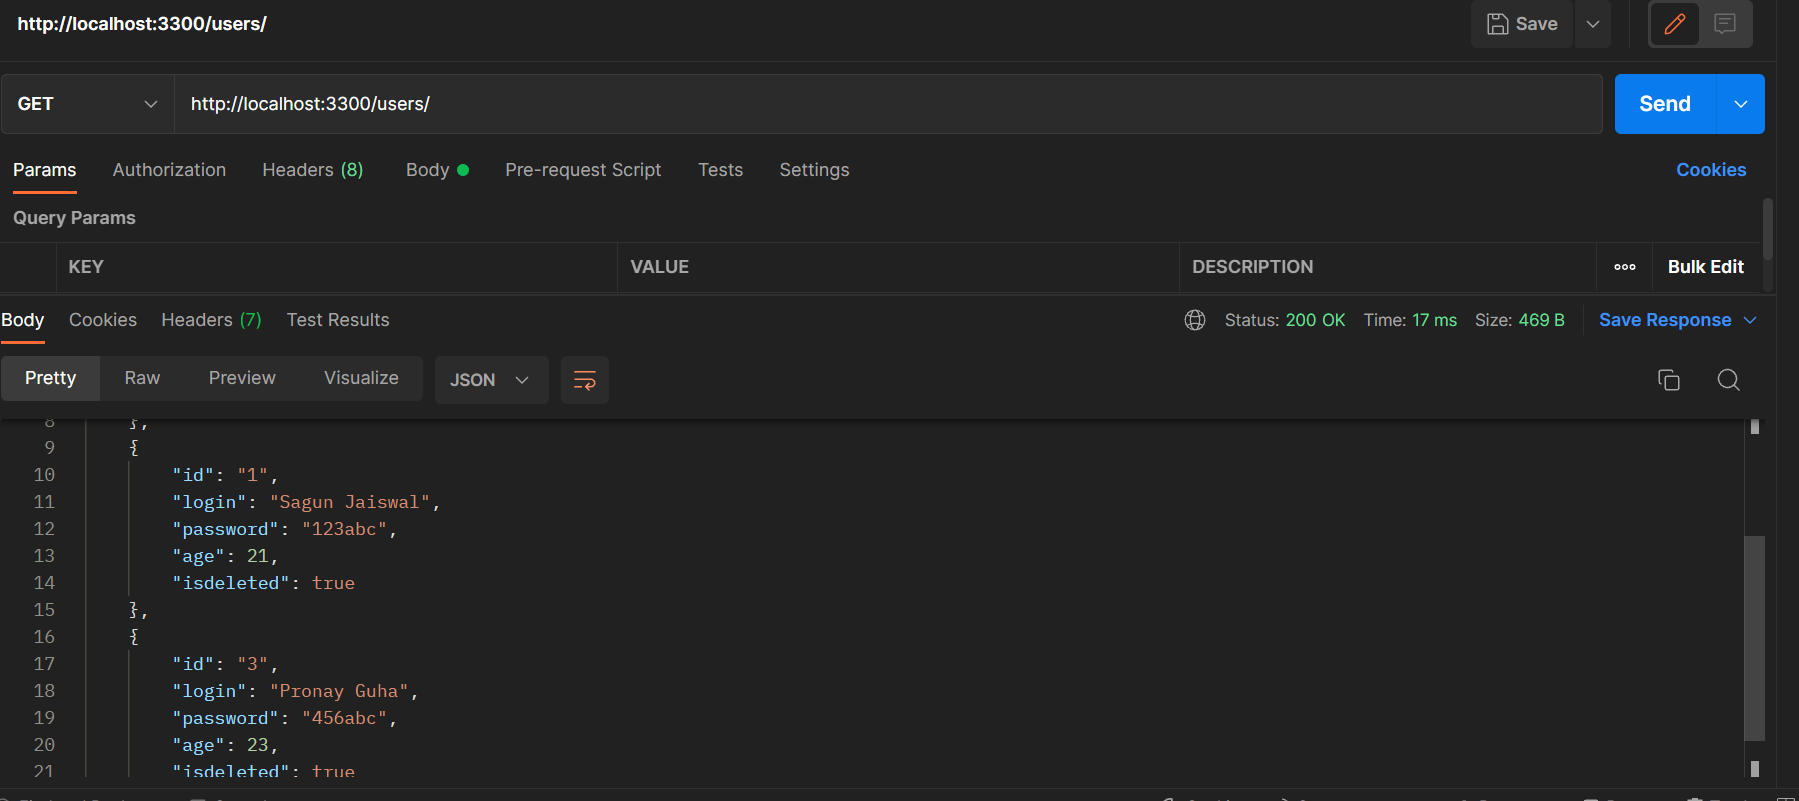 http://localhost:3300/users/
Save
GET
http://localhost:3300/users/
Send
Params Authorization Headers (8) Body Pre-request Script Tests Settings Cookies
Query Params
KEY VALUE DESCRIPTION ooo Bulk Edit
Body Cookies Headers (7) Test Results Status: 200 OK Time: 17 ms Size: 469 B Save Response
Pretty Raw Preview Visualize JSON
8 },
9 {
10 "id": "1",
11 "login": "Sagun Jaiswal",
12 "password": "123abc",
13 "age": 21,
14 "isdeleted": true
15 },
16 {
17 "id": "3",
18 "login": "Pronay Guha",
19 "password": "456abc",
20 "age": 23,
21 "isdeleted": true